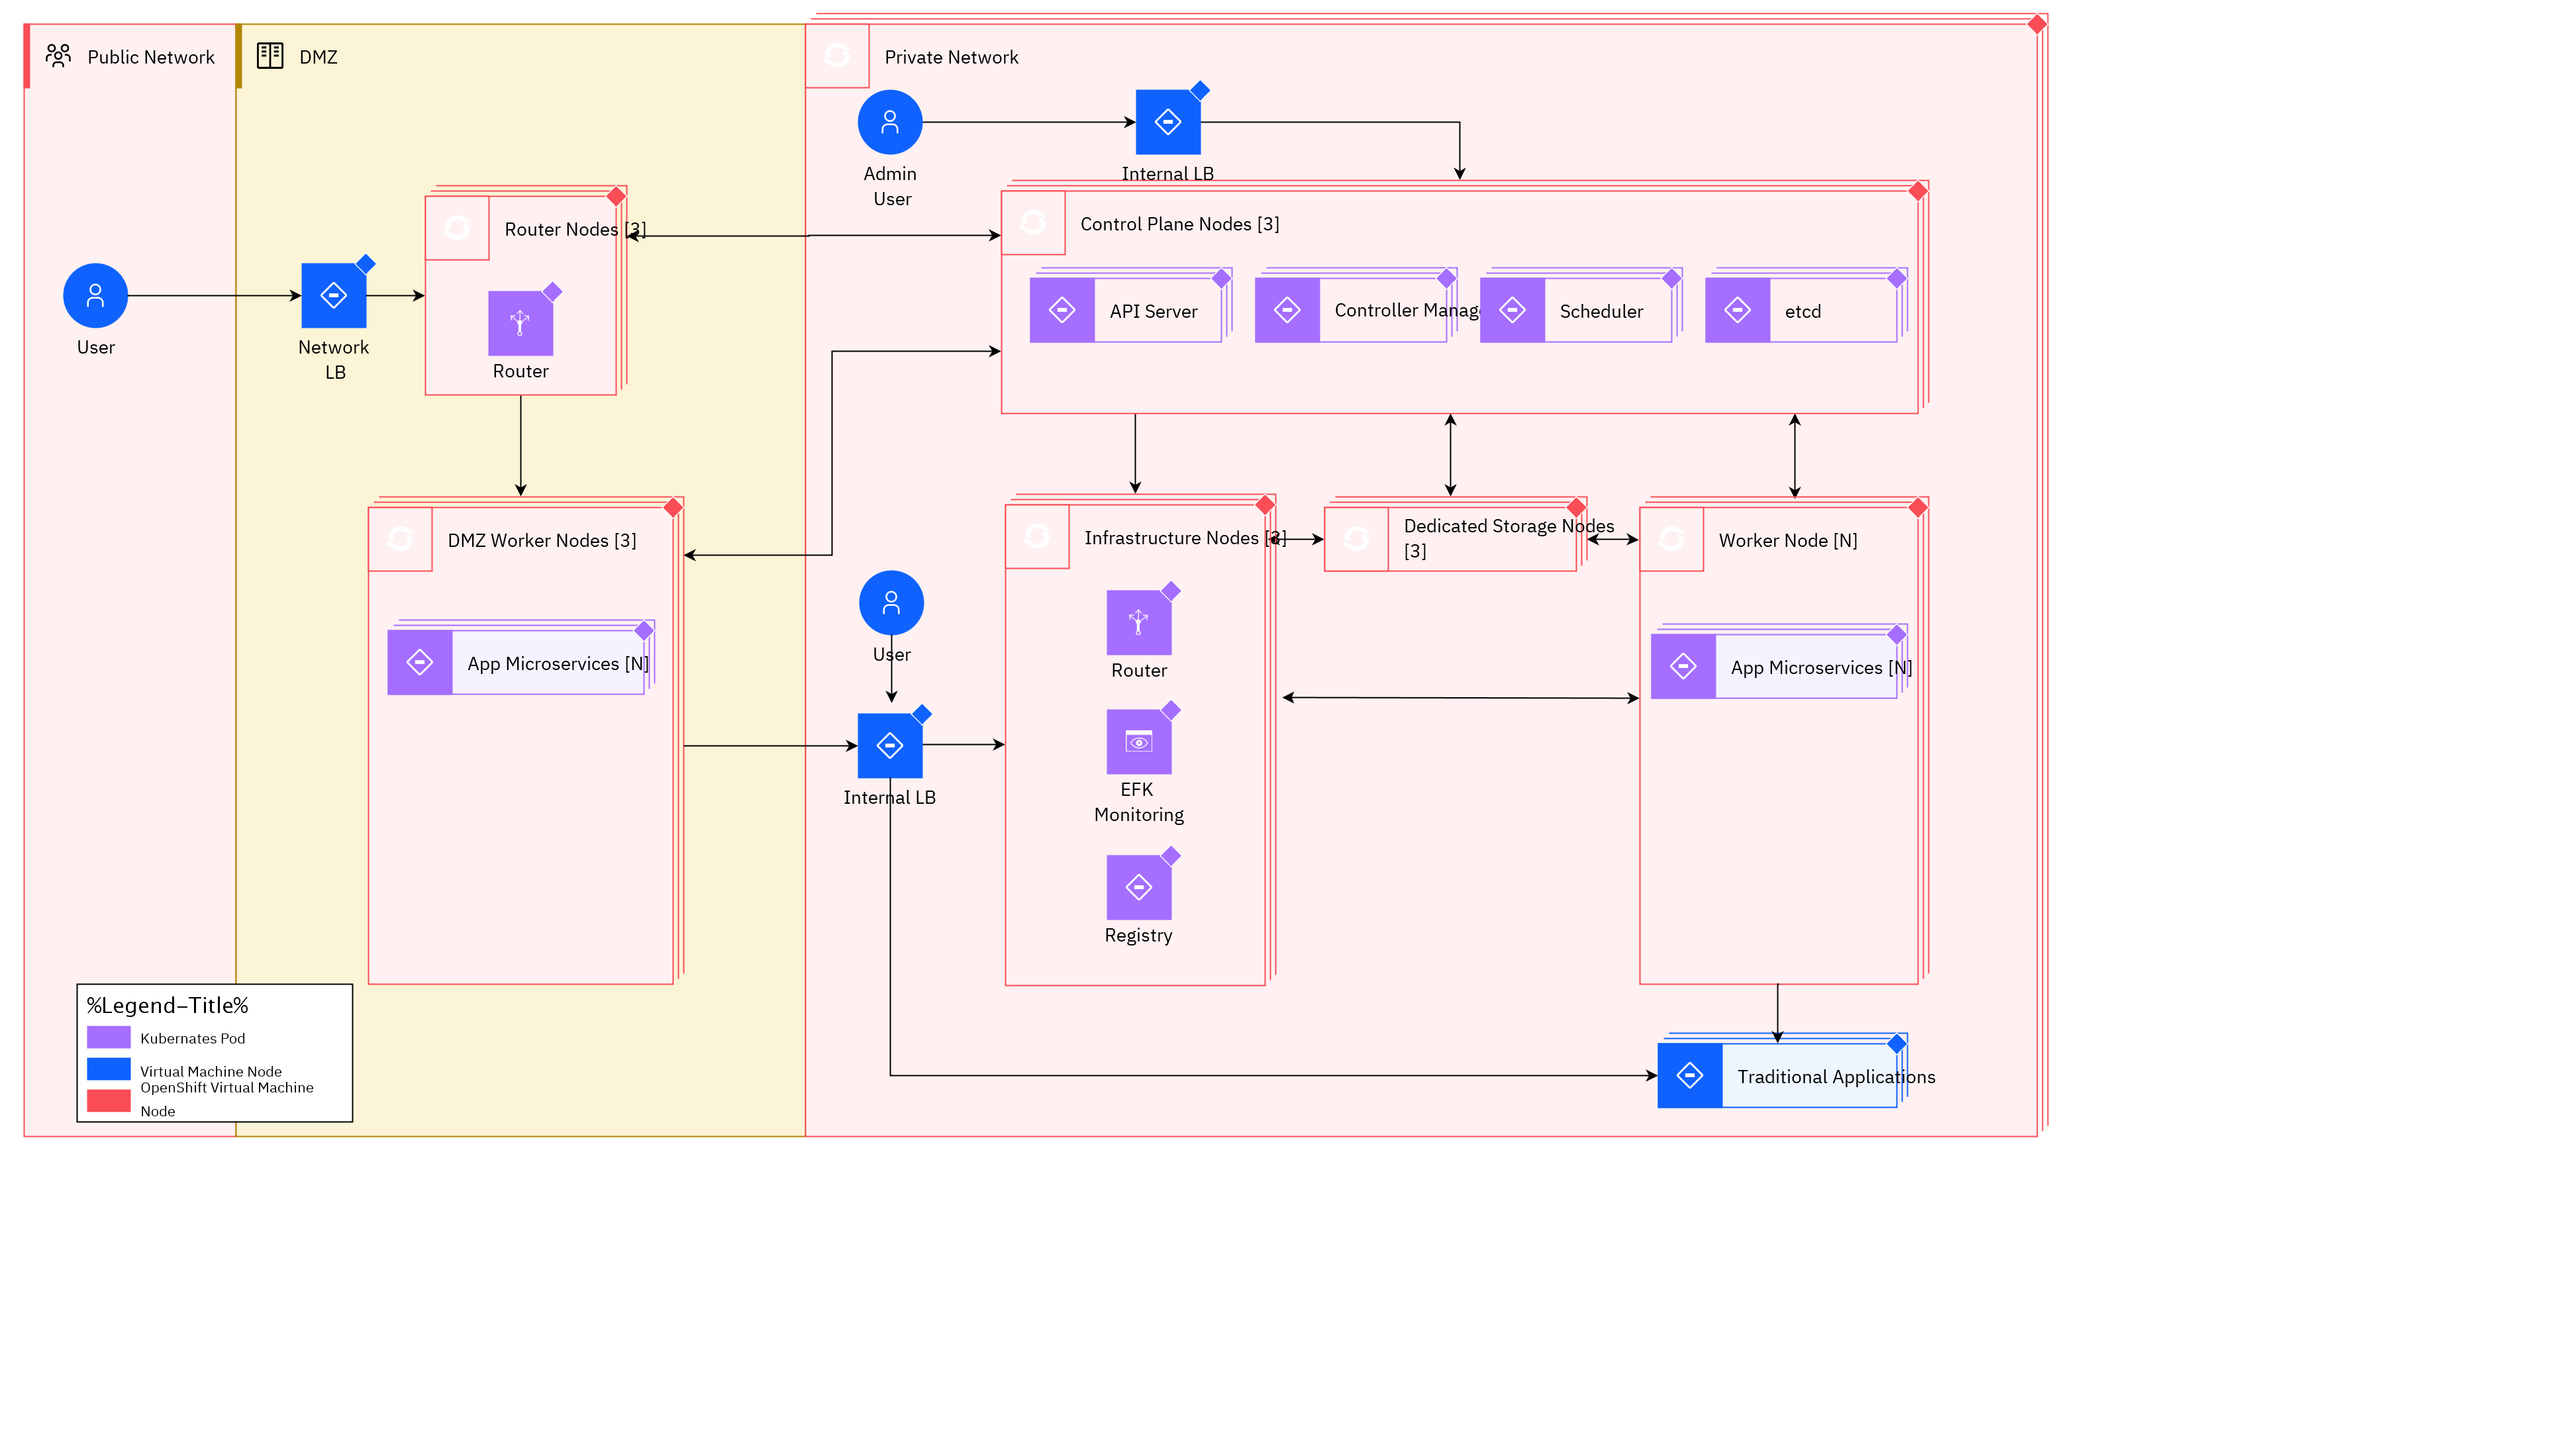 Public Network
DMZ
Private Network
Admin
User
Internal LB
Router Nodes [3]
Control Plane Nodes [3]
API Server
Controller Manag
Scheduler
etcd
User
Network
LB
Router
DMZ Worker Nodes [3]
Infrastructure Nodes [3]
Dedicated Storage Nodes
[3]
Worker Node [N]
App Microservices [N]
User
Router
App Microservices [N]
Internal LB
EFK
Monitoring
Registry
%Legend-Title%
Kubernates Pod
Virtual Machine Node
OpenShift Virtual Machine
Node
Traditional Applications